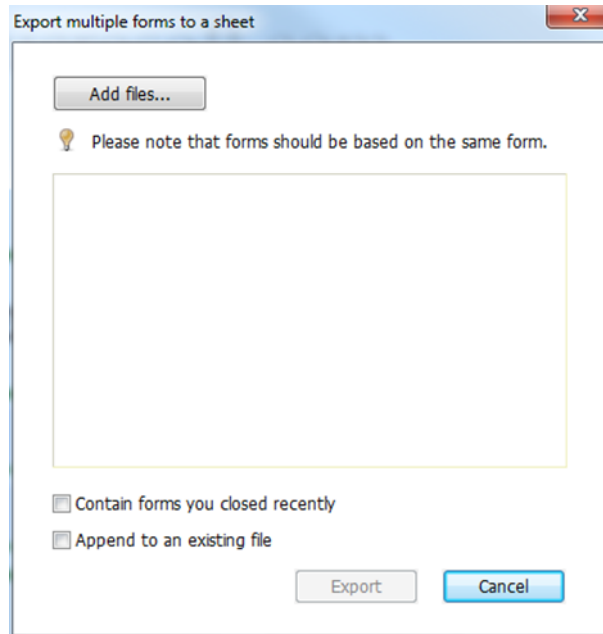 Export multiple forms to a sheet
Add files...
Please note that forms should be based on the same form.
Contain forms you closed recently
Append to an existing file
Export
Cancel